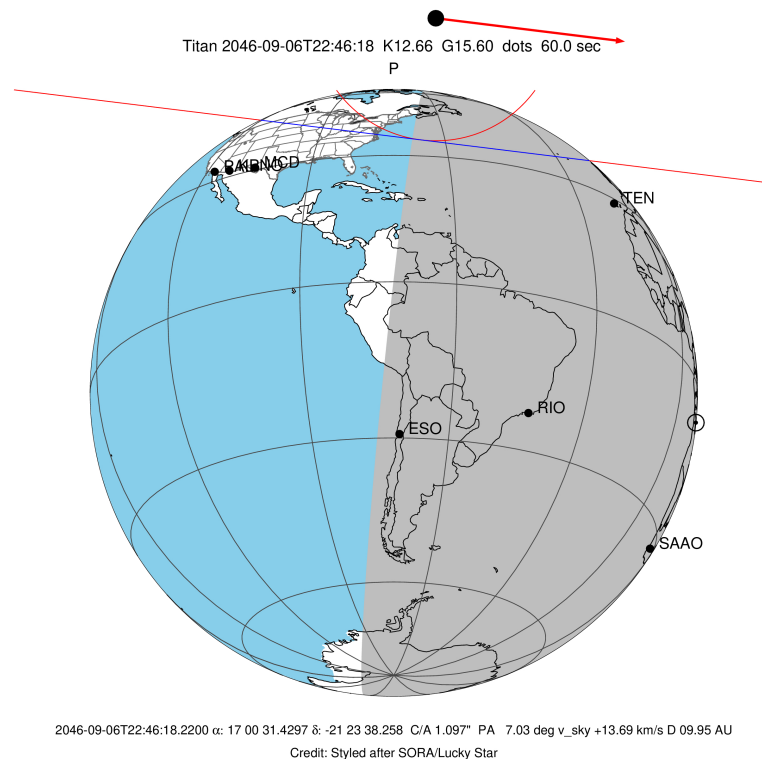 Titan 2046-09-06T22:46:18 K12.66 G15.60 dots 60.0 sec
P
MCD
TEN
RIO
ESO
SAAO
2046-09-06T22:46:18.2200 α: 17 00 31.4297 δ: -21 23 38.258 C/A 1.097" PA 7.03 deg v_sky +13.69 km/s D 09.95 AU
Credit: Styled after SORA/Lucky Star